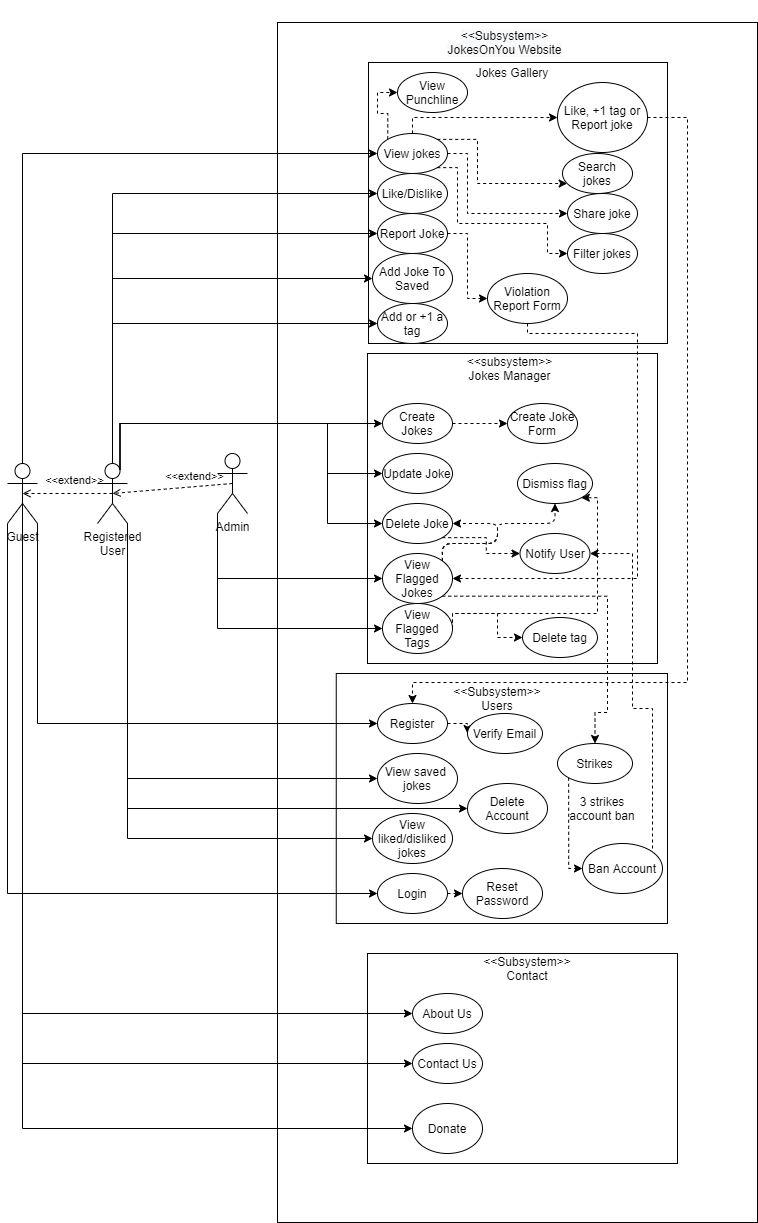 <<Subsystem>>
JokesOnYou Website
Jokes Gallery
View
Punchline
Like, +1 tag or
Report joke
View jokes
Search
jokes
Like/Dislike
Share joke
Report Joke
Filter jokes
Add Joke To
Saved
Violation
Report Form
Add or +1 a
tag
<<subsystem>>
Jokes Manager
Create
Jokes
Create Joke
Form
Update Joke
Dismiss flag
<<extend>>
<<extend>>
Guest
Registered
User
Admin
Delete Joke
Notify User
View
Flagged
Jokes
View
Flagged
Tags
Delete tag
<<Subsystem>>
Users
Register
Verify Email
Strikes
View saved
jokes
Delete
Account
3 strikes
account ban
View
liked/disliked
jokes
Ban Account
Login
Reset
Password
<<Subsystem>>
Contact
About Us
Contact Us
Donate